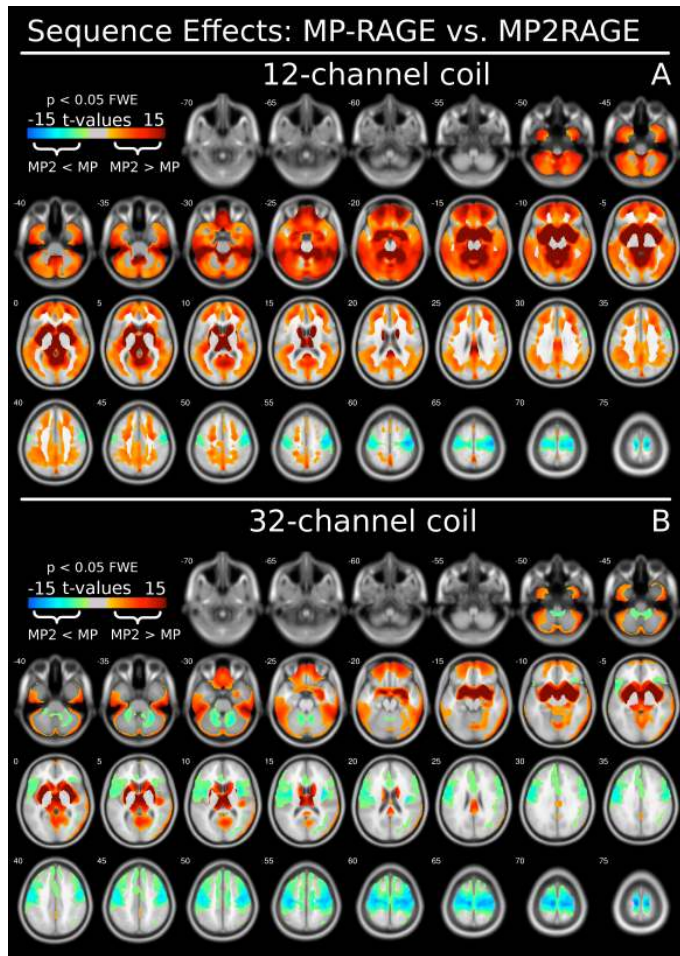 Sequence Effects: MP-RAGE vs. MP2RAGE
12-channel coil A
p < 0.05 FWE
-15 t-values 15
MP2 < MP MP2 > MP
-70 -65 -60 -55 -50 -45
-40 -35 -30 -25 -20 -15 -10 -5
0 5 10 15 20 25 30 35
40 45 50 55 60 65 70 75
32-channel coil B
p < 0.05 FWE
-15 t-values 15
MP2 < MP MP2 > MP
-70 -65 -60 -55 -50 -45
-40 -35 -30 -25 -20 -15 -10 -5
0 5 10 15 20 25 30 35
40 45 50 55 60 65 70 75